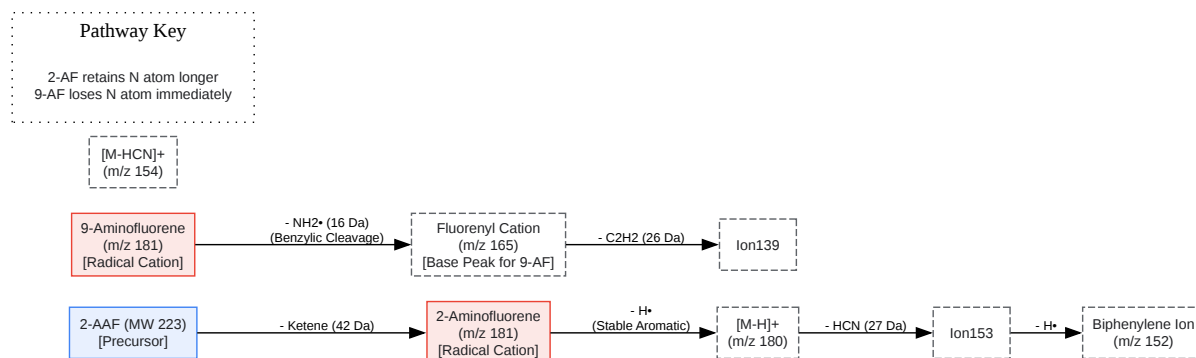 Pathway Key
2-AF retains N atom longer
9-AF loses N atom immediately
[M-HCN]+
(m/z 154)
9-Aminofluorene
(m/z 181)
[Radical Cation]
- NH2• (16 Da)
(Benzylic Cleavage)
Fluorenyl Cation
(m/z 165)
[Base Peak for 9-AF]
- C2H2 (26 Da)
Ion139
2-AAF (MW 223)
[Precursor]
- Ketene (42 Da)
2-Aminofluorene
(m/z 181)
[Radical Cation]
- H•
(Stable Aromatic)
[M-H]+
(m/z 180)
- HCN (27 Da)
Ion153
- H•
Biphenylene Ion
(m/z 152)